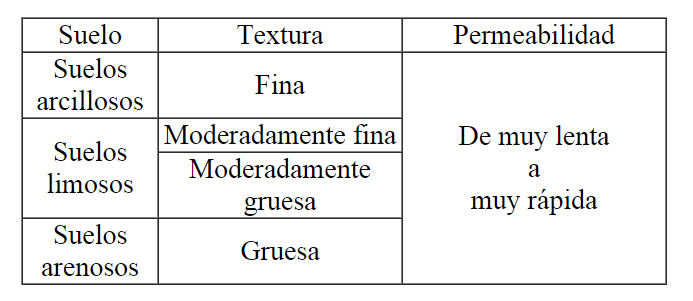 Suelo Textura Permeabilidad
Suelos
arcillosos
Fina
Suelos
limosos
Moderadamente fina
Moderadamente
gruesa
Suelos
arenosos
Gruesa
De muy lenta
a
muy rápida